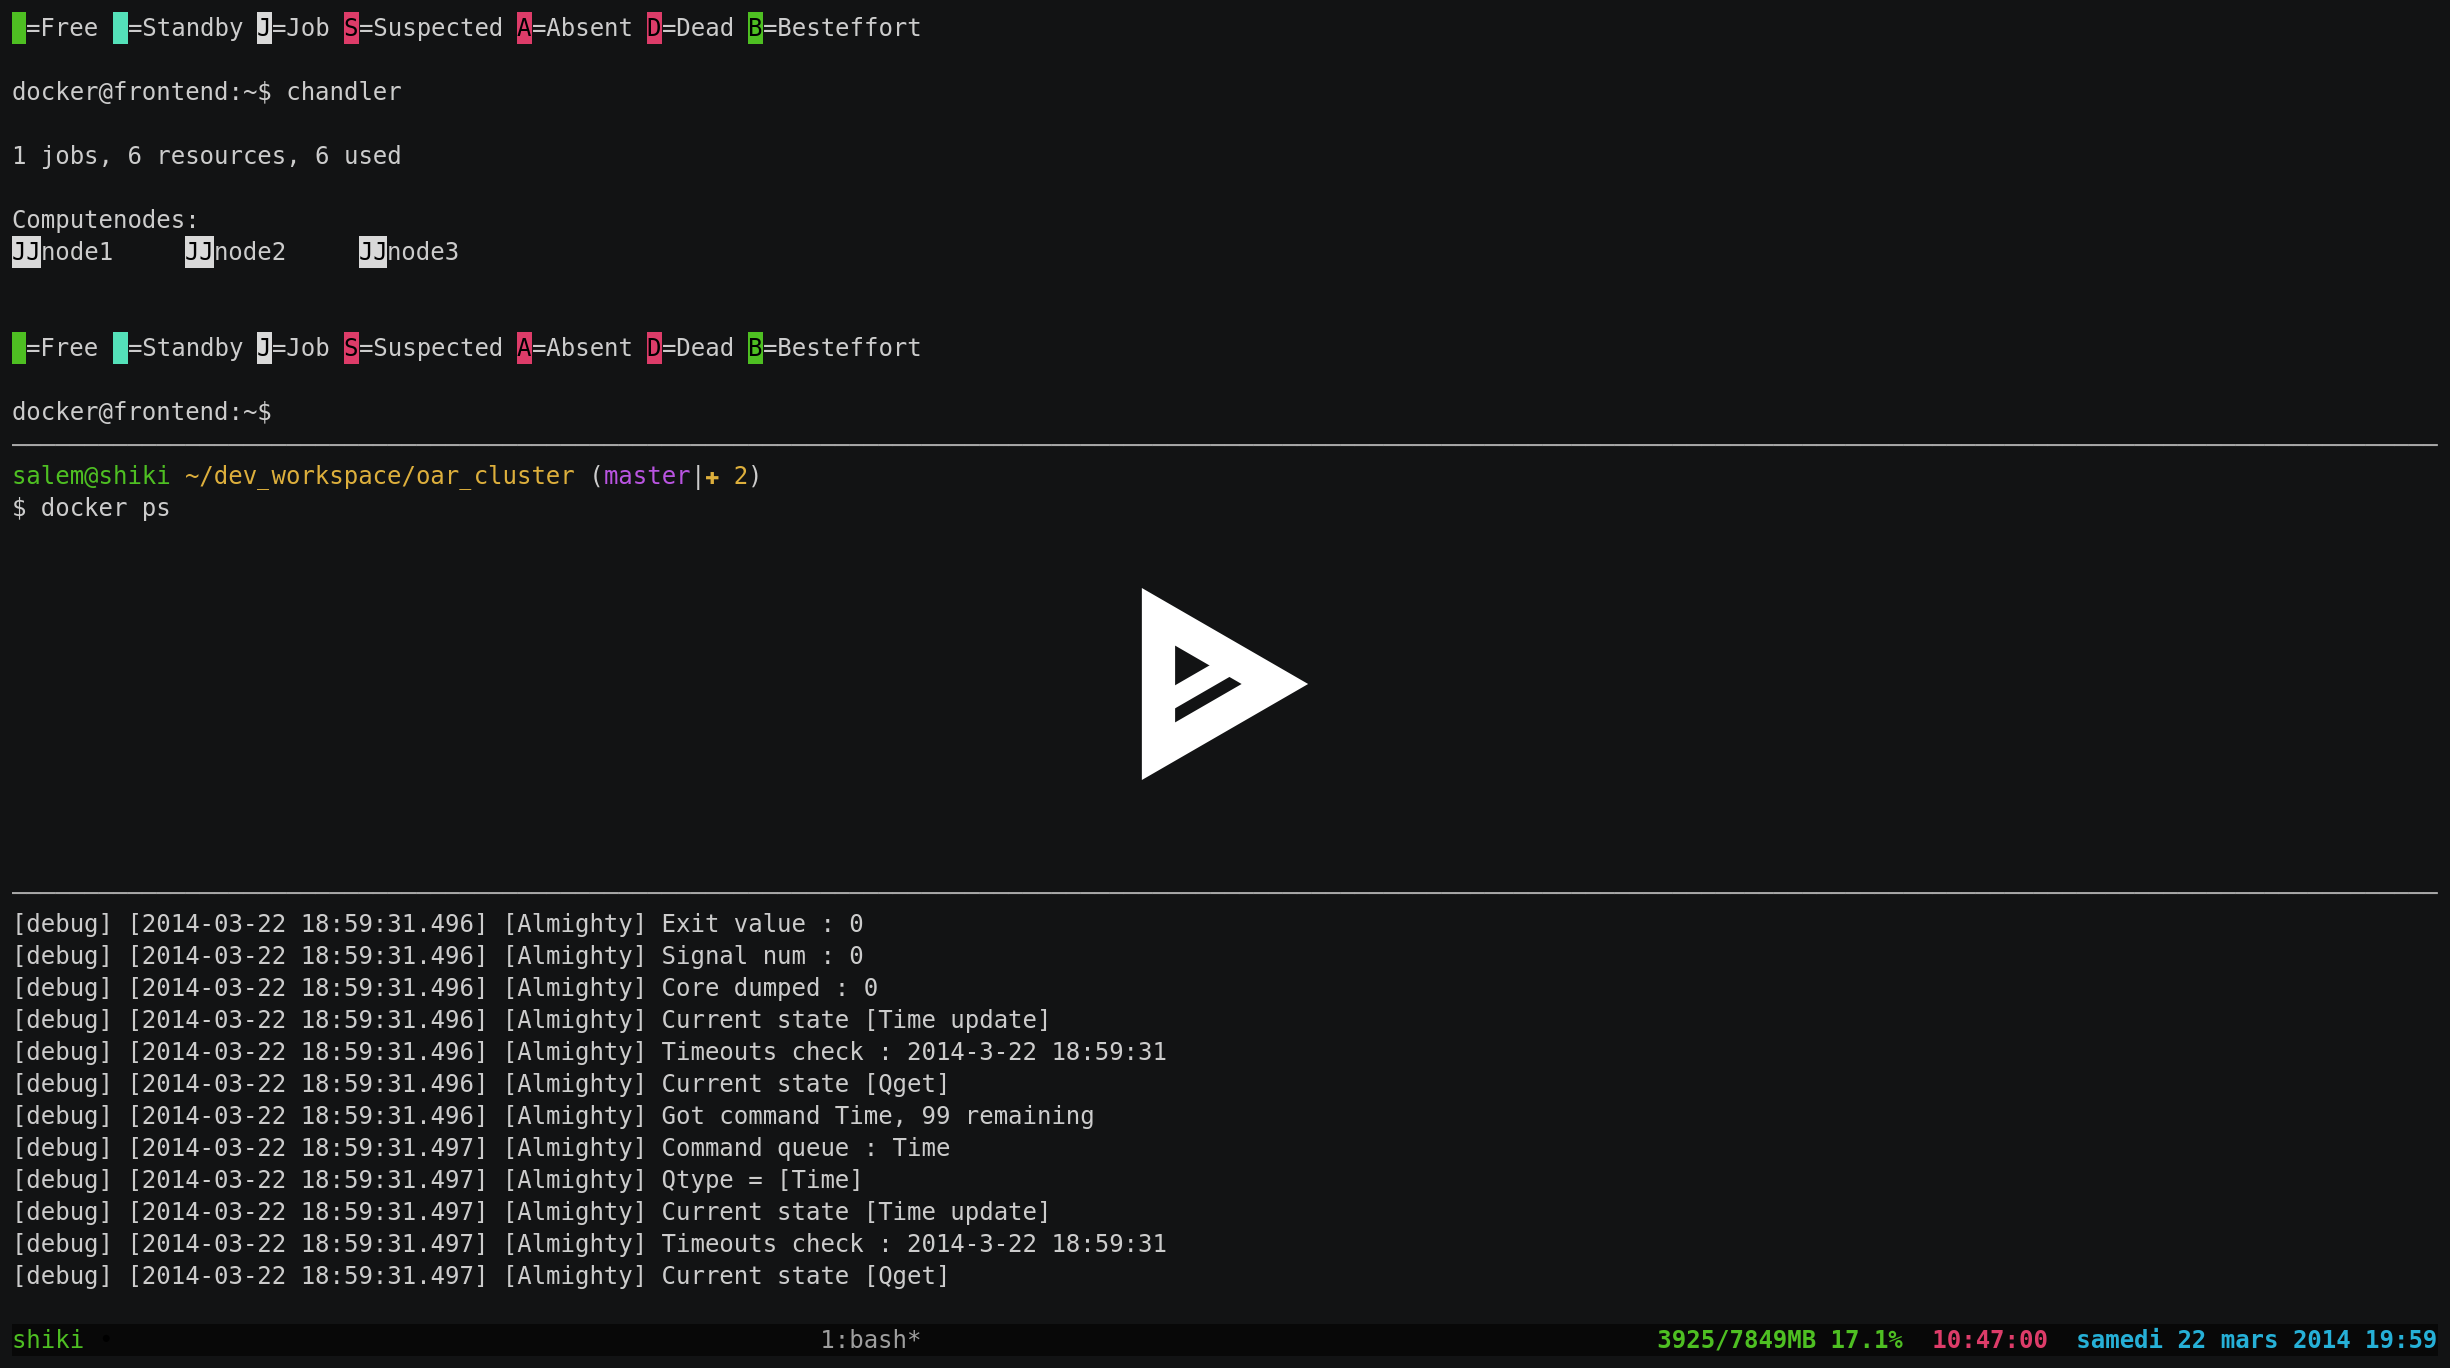 =Free =Standby J=Job S=Suspected A=Absent D=Dead B=Besteffort
docker@frontend:~$ chandler
1 jobs, 6 resources, 6 used
Computenodes:
JJnode1 JJnode2 JJnode3
=Free =Standby J=Job S=Suspected A=Absent D=Dead B=Besteffort
docker@frontend:~$
salem@shiki ~/dev_workspace/oar_cluster (master|✚ 2)
$ docker ps
[debug] [2014-03-22 18:59:31.496] [Almighty] Exit value : 0
[debug] [2014-03-22 18:59:31.496] [Almighty] Signal num : 0
[debug] [2014-03-22 18:59:31.496] [Almighty] Core dumped : 0
[debug] [2014-03-22 18:59:31.496] [Almighty] Current state [Time update]
[debug] [2014-03-22 18:59:31.496] [Almighty] Timeouts check : 2014-3-22 18:59:31
[debug] [2014-03-22 18:59:31.496] [Almighty] Current state [Qget]
[debug] [2014-03-22 18:59:31.496] [Almighty] Got command Time, 99 remaining
[debug] [2014-03-22 18:59:31.497] [Almighty] Command queue : Time
[debug] [2014-03-22 18:59:31.497] [Almighty] Qtype = [Time]
[debug] [2014-03-22 18:59:31.497] [Almighty] Current state [Time update]
[debug] [2014-03-22 18:59:31.497] [Almighty] Timeouts check : 2014-3-22 18:59:31
[debug] [2014-03-22 18:59:31.497] [Almighty] Current state [Qget]
shiki • 1:bash* 3925/7849MB 17.1% 10:47:00 samedi 22 mars 2014 19:59